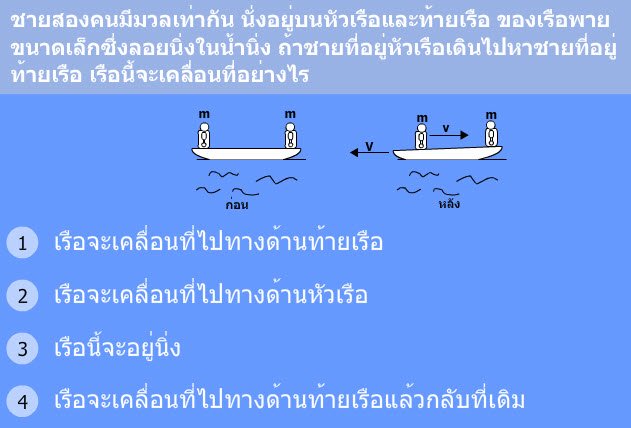 ชายสองคนมีมวลเท่ากัน นั่งอยู่บนหัวเรือและท้ายเรือ ของเรือพาย
ขนาดเล็กซึ่งลอยนิ่งในน้ำนิ่ง ถ้าชายที่อยู่หัวเรือเดินไปหาชายที่อยู่
ท้ายเรือ เรือนี้จะเคลื่อนที่อย่างไร
m m m m
v
V
ก่อน หลัง
1 เรือจะเคลื่อนที่ไปทางด้านท้ายเรือ
2 เรือจะเคลื่อนที่ไปทางด้านหัวเรือ
3 เรือนี้จะอยู่นิ่ง
4 เรือจะเคลื่อนที่ไปทางด้านท้ายเรือแล้วกลับที่เดิม